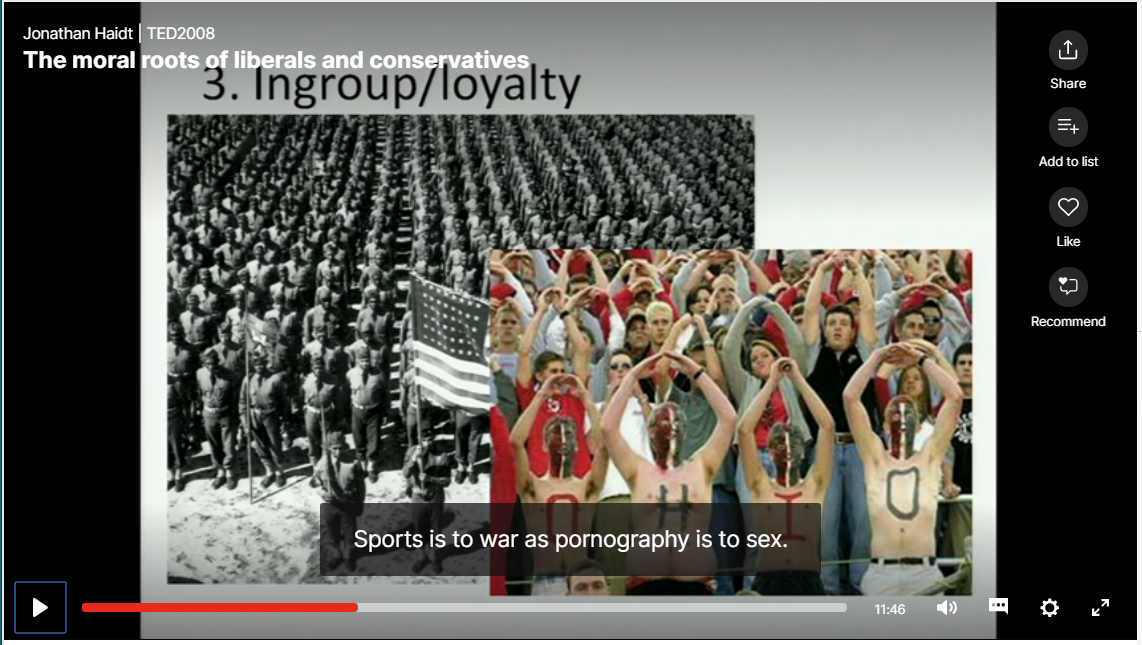 Jonathan Haidt | TED2008
The moral roots of liberals and conservatives
3. Ingroup/loyalty
Share
Add to list
Like
Recommend
O H I O
Sports is to war as pornography is to sex.
11:46